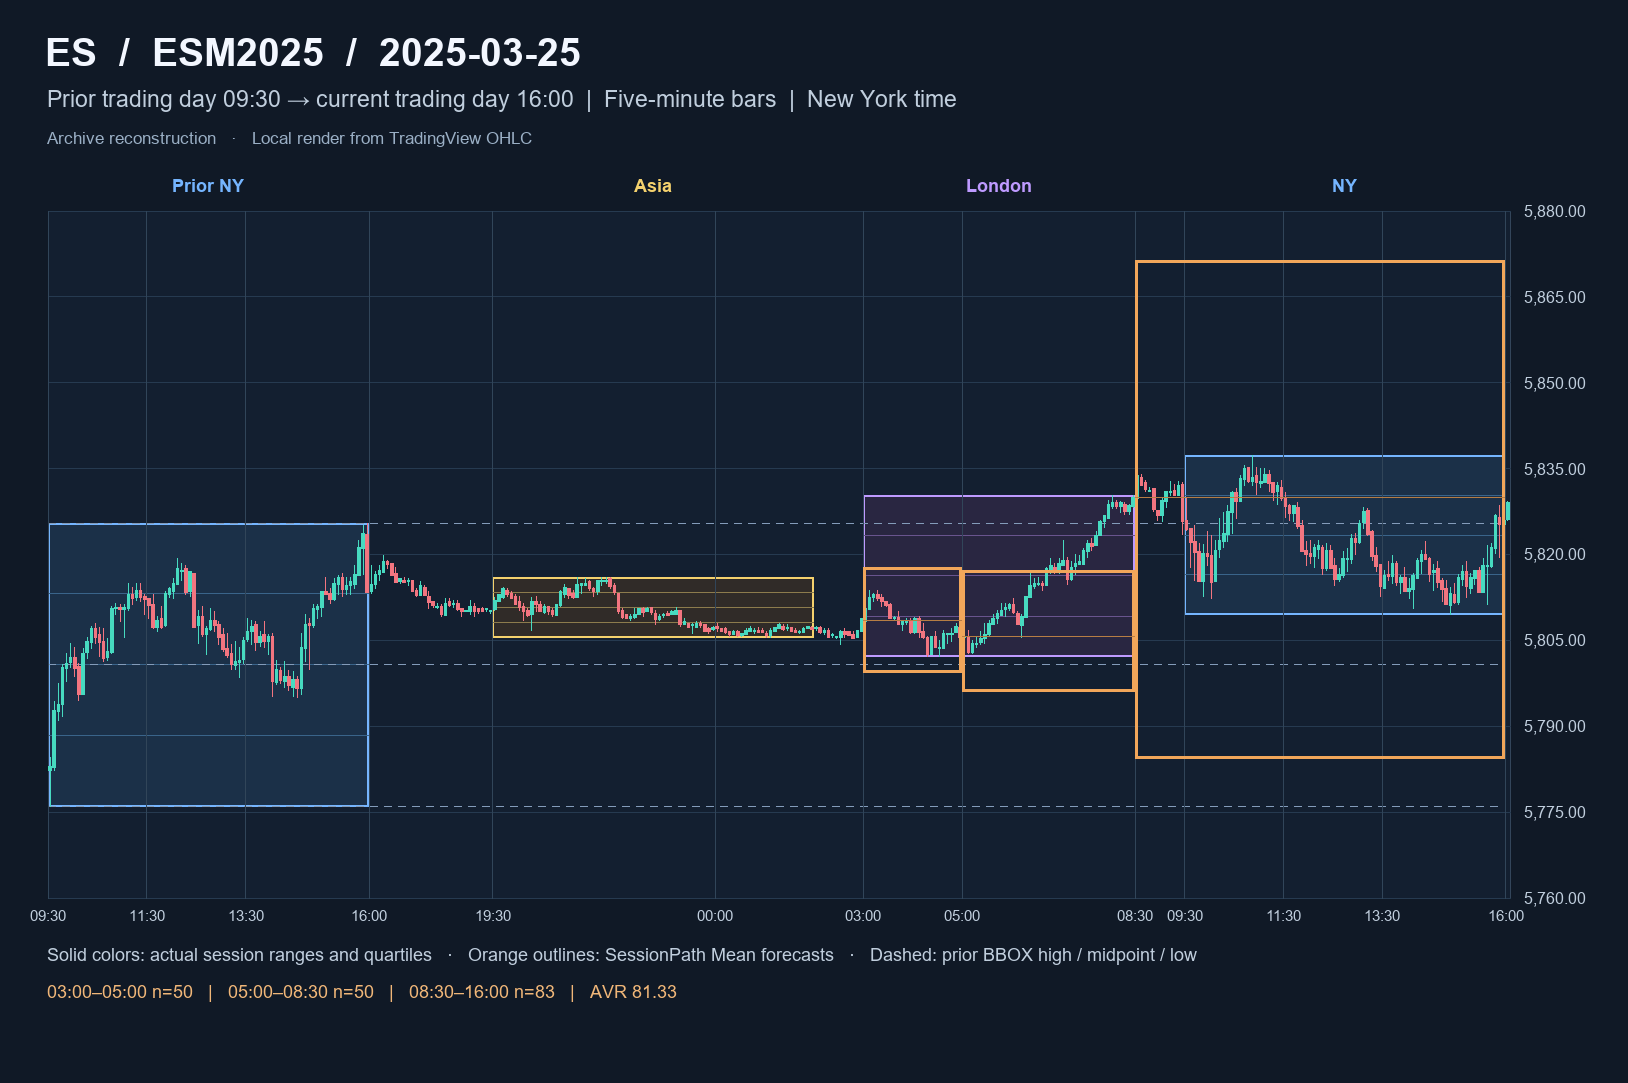 ES / ESM2025 / 2025-03-25
Prior trading day 09:30 → current trading day 16:00 | Five-minute bars | New York time
Archive reconstruction · Local render from TradingView OHLC
Prior NY Asia London NY
5,880.00
5,865.00
5,850.00
5,835.00
5,820.00
5,805.00
5,790.00
5,775.00
5,760.00
09:30 11:30 13:30 16:00 19:30 00:00 03:00 05:00 08:30 09:30 11:30 13:30 16:00
Solid colors: actual session ranges and quartiles · Orange outlines: SessionPath Mean forecasts · Dashed: prior BBOX high / midpoint / low
03:00–05:00 n=50 | 05:00–08:30 n=50 | 08:30–16:00 n=83 | AVR 81.33